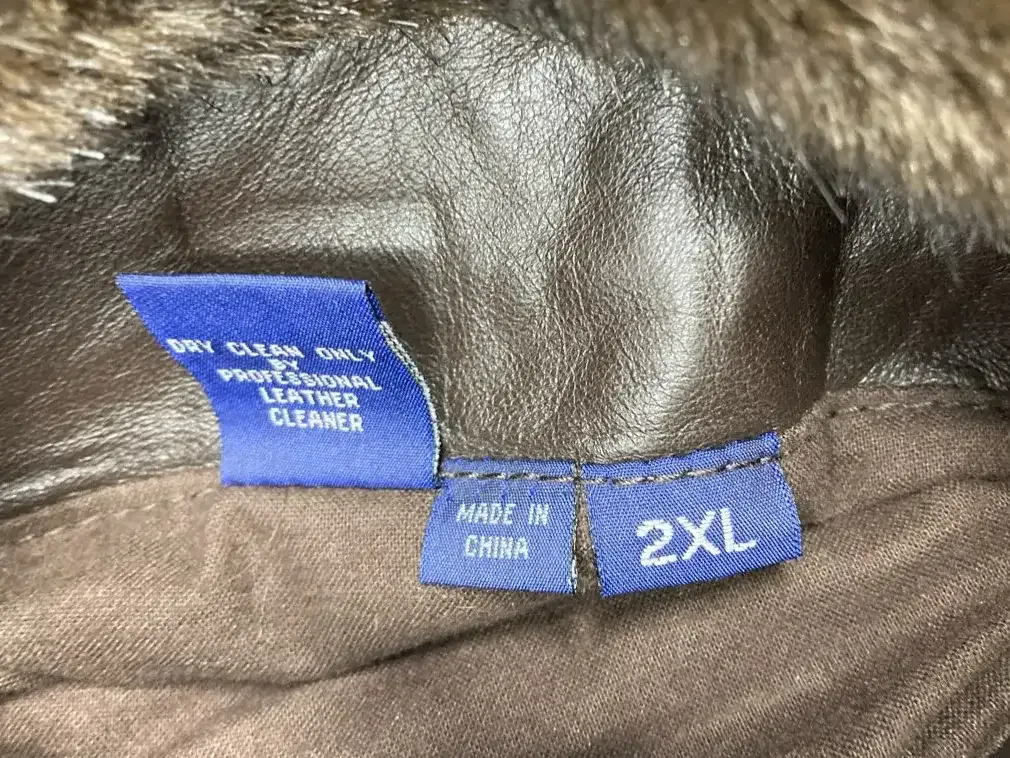 DRY CLEAN ONLY
BY
PROFESSIONAL
LEATHER
CLEANER
MADE IN
CHINA
2XL